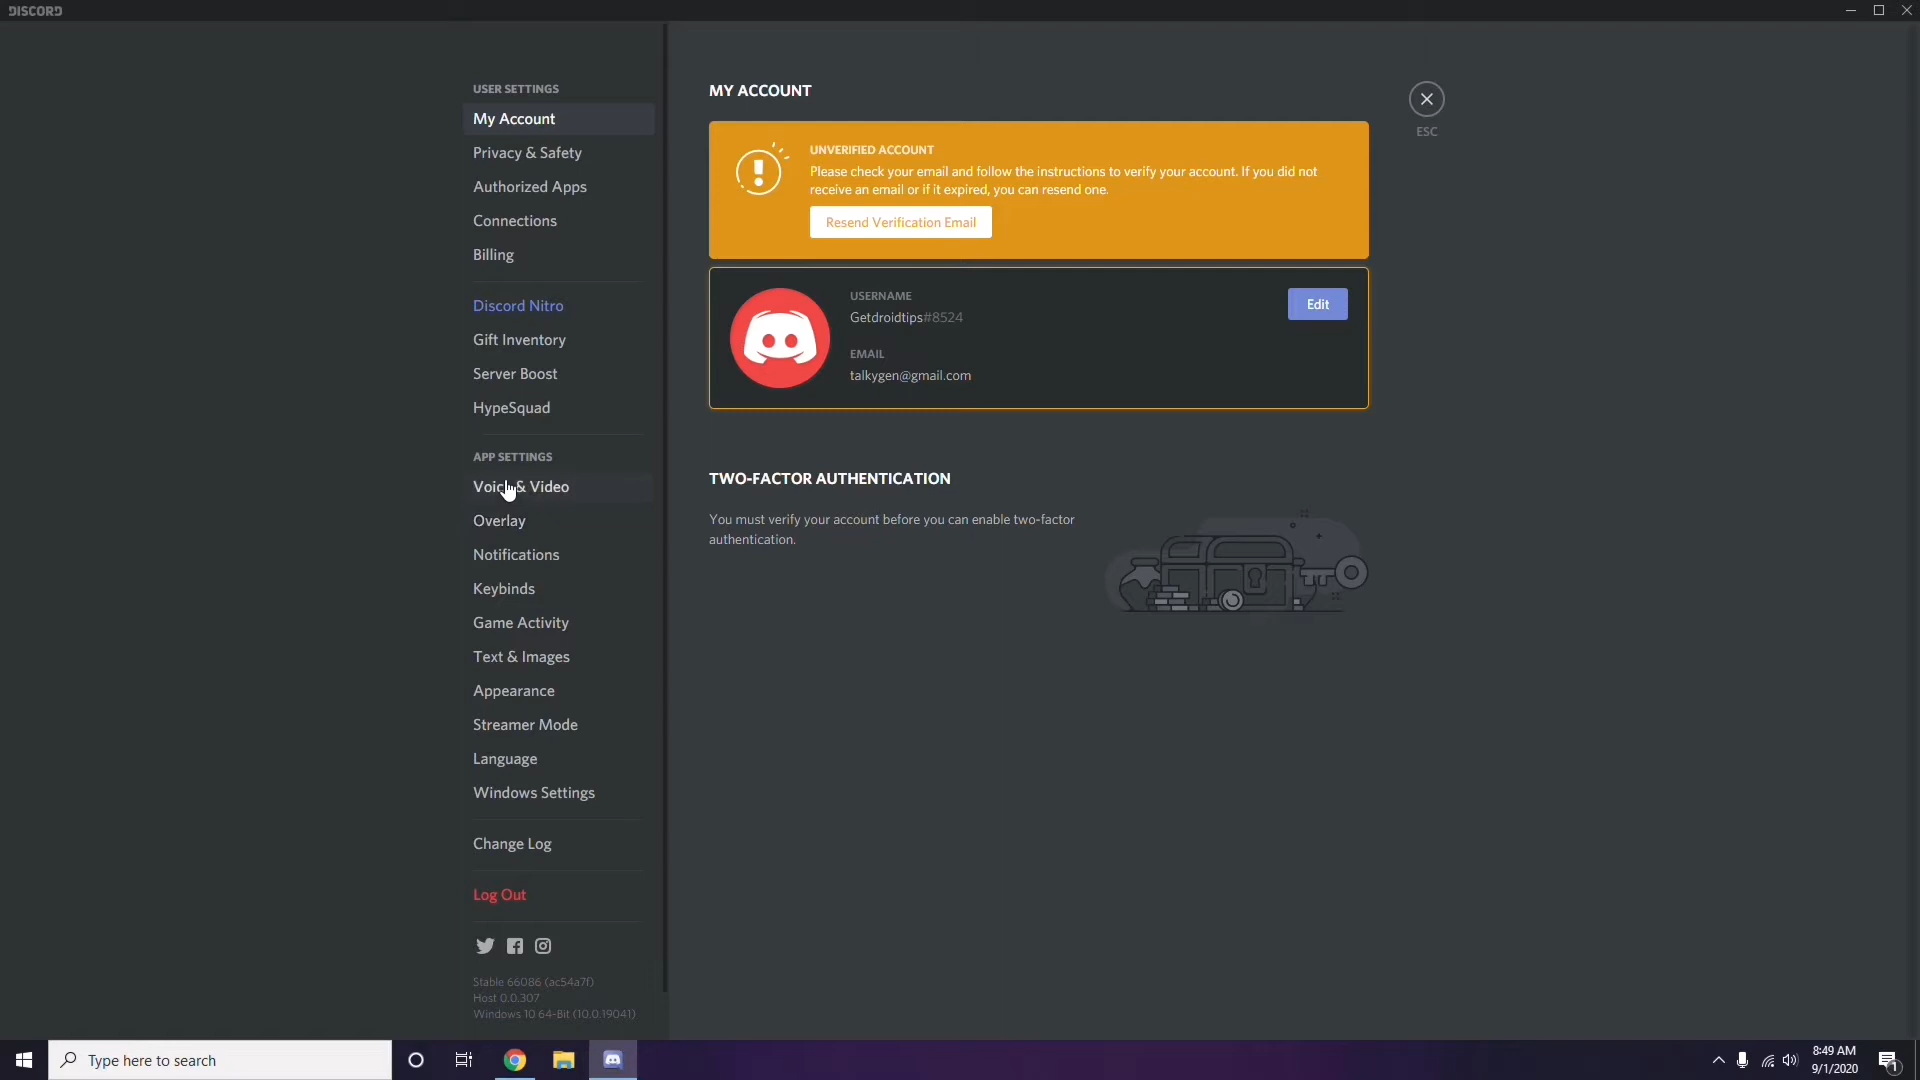 DISCORD
USER SETTINGS
My Account
Privacy & Safety
Authorized Apps
Connections
Billing
Discord Nitro
Gift Inventory
Server Boost
HypeSquad
APP SETTINGS
Voice & Video
Overlay
Notifications
Keybinds
Game Activity
Text & Images
Appearance
Streamer Mode
Language
Windows Settings
Change Log
Log Out
Stable 66086 (ac54a7f)
Host 0.0.307
Windows 10 64-Bit (10.0.19041)
MY ACCOUNT
UNVERIFIED ACCOUNT
Please check your email and follow the instructions to verify your account. If you did not
receive an email or if it expired, you can resend one.
Resend Verification Email
USERNAME
Getdroidtips#8524
Edit
EMAIL
talkygen@gmail.com
TWO-FACTOR AUTHENTICATION
You must verify your account before you can enable two-factor
authentication.
ESC
Type here to search
8:49 AM
9/1/2020
1